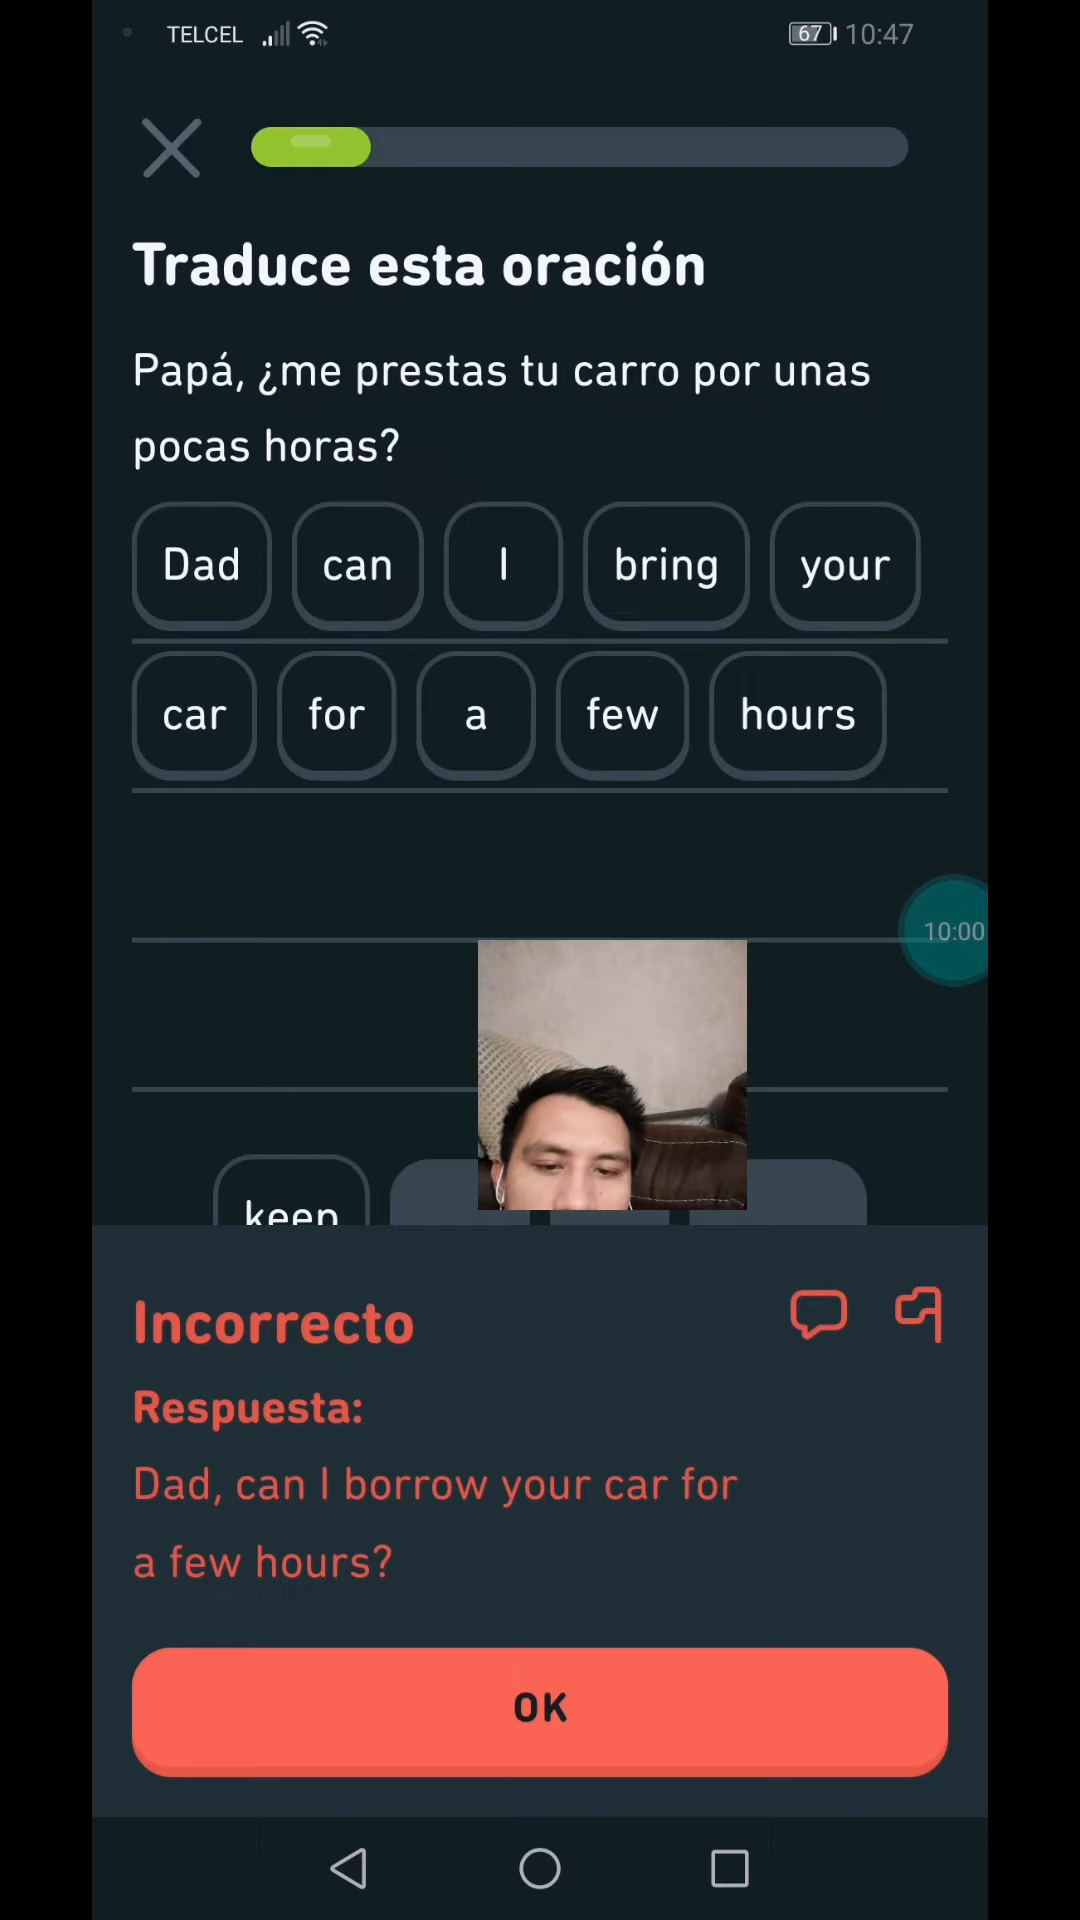 TELCEL 67 10:47
Traduce esta oración
Papá, ¿me prestas tu carro por unas
pocas horas?
Dad can I bring your
car for a few hours
10:00
keep
Incorrecto
Respuesta:
Dad, can I borrow your car for
a few hours?
OK